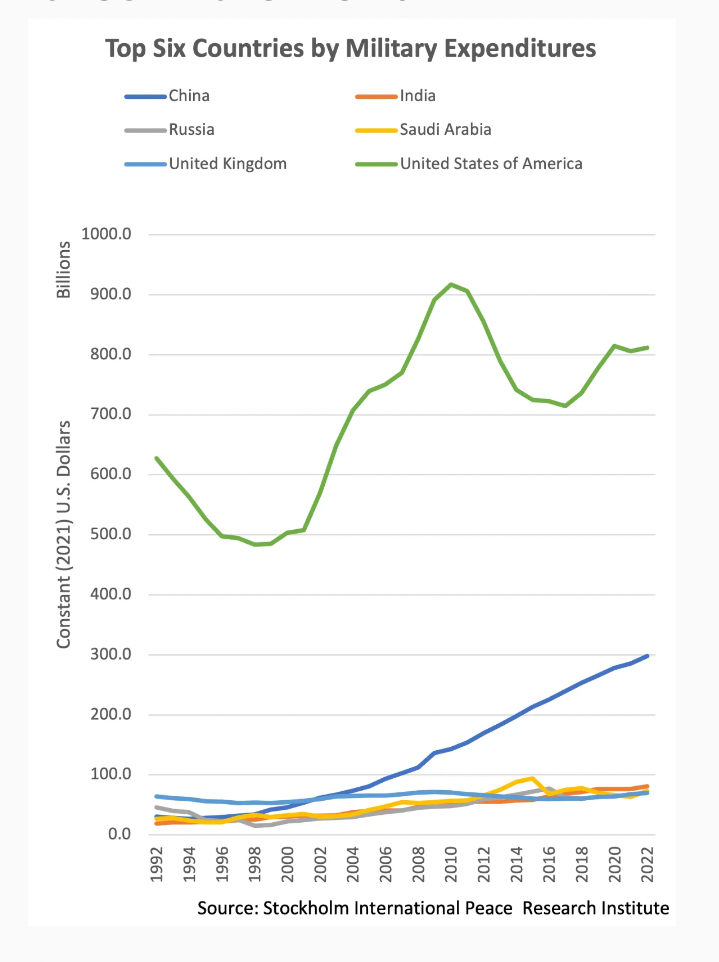 Top Six Countries by Military Expenditures
China
India
Russia
Saudi Arabia
United Kingdom
United States of America
Billions
Constant (2021) U.S. Dollars
1000.0
900.0
800.0
700.0
600.0
500.0
400.0
300.0
200.0
100.0
0.0
1992
1994
1996
1998
2000
2002
2004
2006
2008
2010
2012
2014
2016
2018
2020
2022
Source: Stockholm International Peace  Research Institute